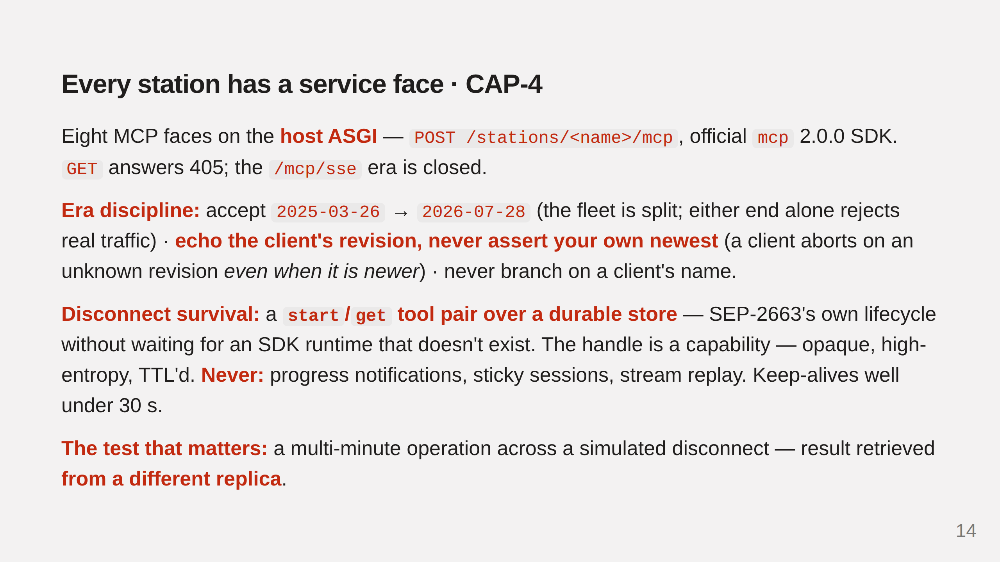 Every station has a service face · CAP-4
Eight MCP faces on the host ASGI — POST /stations/<name>/mcp, official mcp 2.0.0 SDK.
GET answers 405; the /mcp/sse era is closed.
Era discipline: accept 2025-03-26 → 2026-07-28 (the fleet is split; either end alone rejects
real traffic) · echo the client's revision, never assert your own newest (a client aborts on an
unknown revision even when it is newer) · never branch on a client's name.
Disconnect survival: a start/get tool pair over a durable store — SEP-2663's own lifecycle
without waiting for an SDK runtime that doesn't exist. The handle is a capability — opaque, high-
entropy, TTL'd. Never: progress notifications, sticky sessions, stream replay. Keep-alives well
under 30 s.
The test that matters: a multi-minute operation across a simulated disconnect — result retrieved
from a different replica.
14